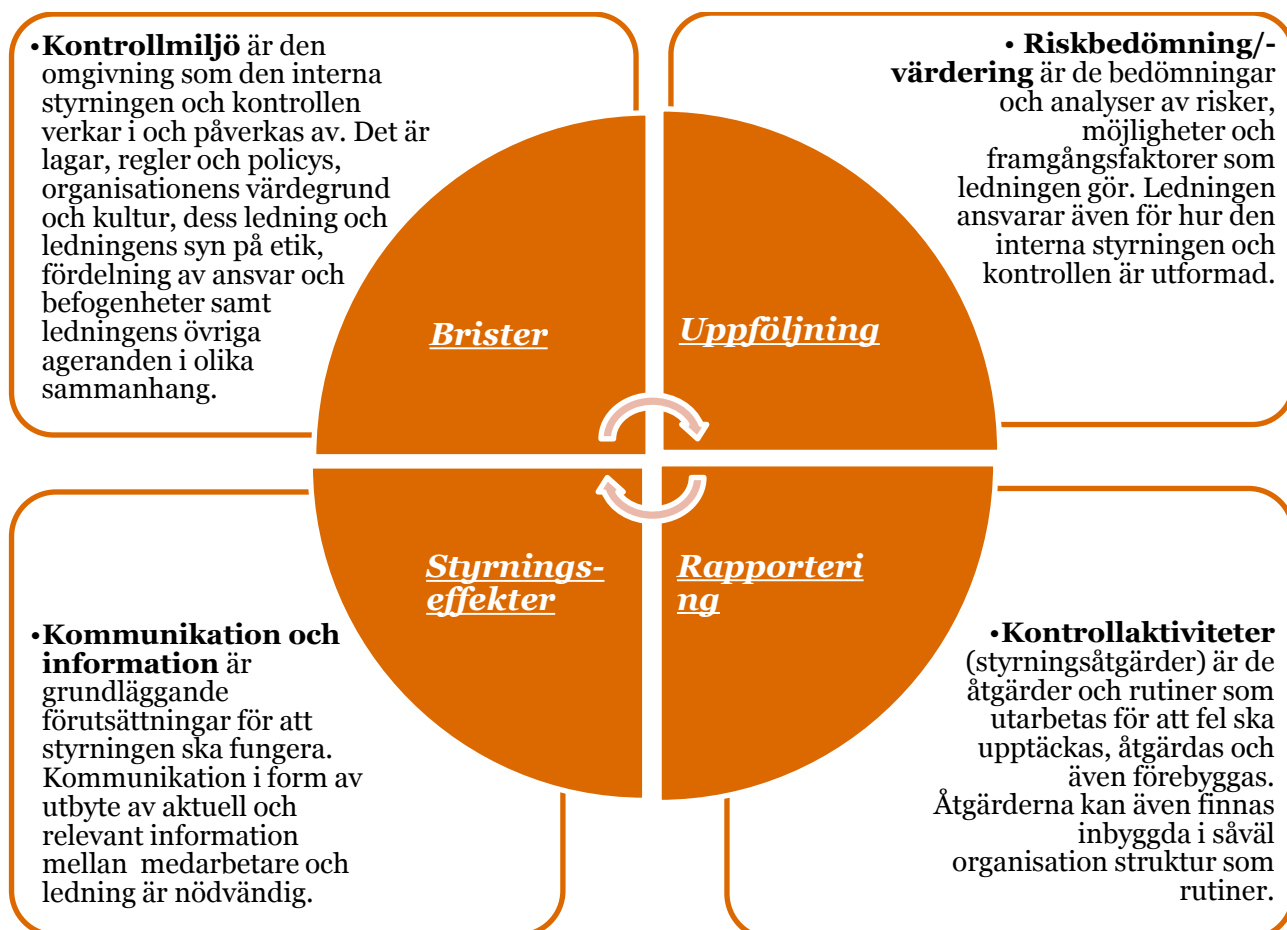 •Kontrollmiljö är den
omgivning som den interna
styrningen och kontrollen
verkar i och påverkas av. Det är
lagar, regler och policys,
organisationens värdegrund
och kultur, dess ledning och
ledningens syn på etik,
fördelning av ansvar och
befogenheter samt
ledningens övriga
ageranden i olika
sammanhang.
• Riskbedömning/-
värdering är de bedömningar
och analyser av risker,
möjligheter och
framgångsfaktorer som
ledningen gör. Ledningen
ansvarar även för hur den
interna styrningen och
kontrollen är utformad.
Brister
Uppföljning
Styrnings-
effekter
Rapporteri
ng
•Kommunikation och
information är
grundläggande
förutsättningar för att
styrningen ska fungera.
Kommunikation i form av
utbyte av aktuell och
relevant information
mellan  medarbetare och
ledning är nödvändig.
•Kontrollaktiviteter
(styrningsåtgärder) är de
åtgärder och rutiner som
utarbetas för att fel ska
upptäckas, åtgärdas och
även förebyggas.
Åtgärderna kan även finnas
inbyggda i såväl
organisation struktur som
rutiner.